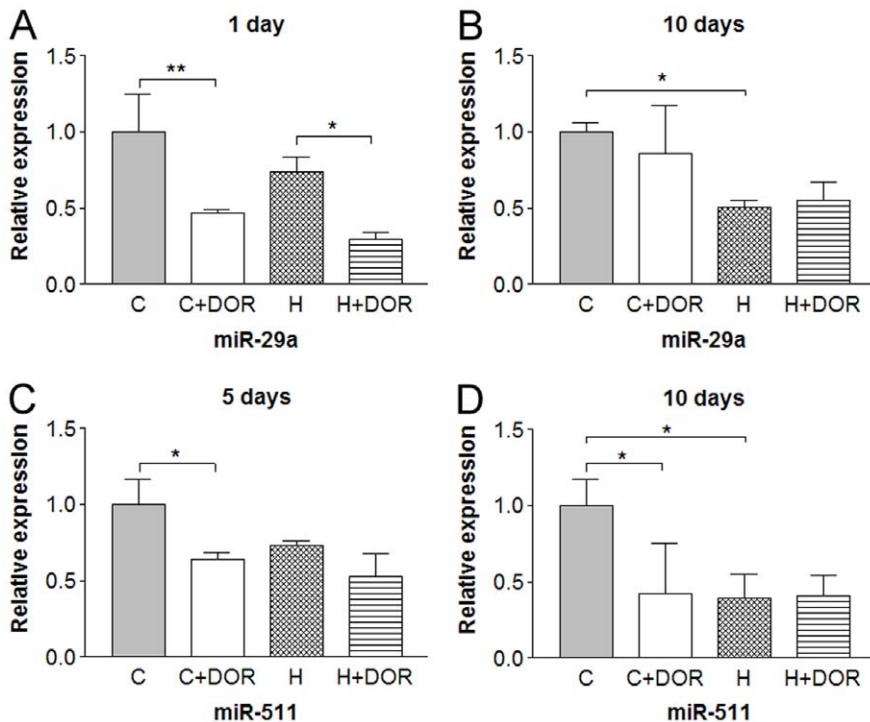 A
1 day
Relative expression
1.5
1.0
0.5
0.0
**
*
C C+DOR H H+DOR
miR-29a
B
10 days
Relative expression
1.5
1.0
0.5
0.0
*
C C+DOR H H+DOR
miR-29a
C
5 days
Relative expression
1.5
1.0
0.5
0.0
*
C C+DOR H H+DOR
miR-511
D
10 days
Relative expression
1.5
1.0
0.5
0.0
*
*
C C+DOR H H+DOR
miR-511